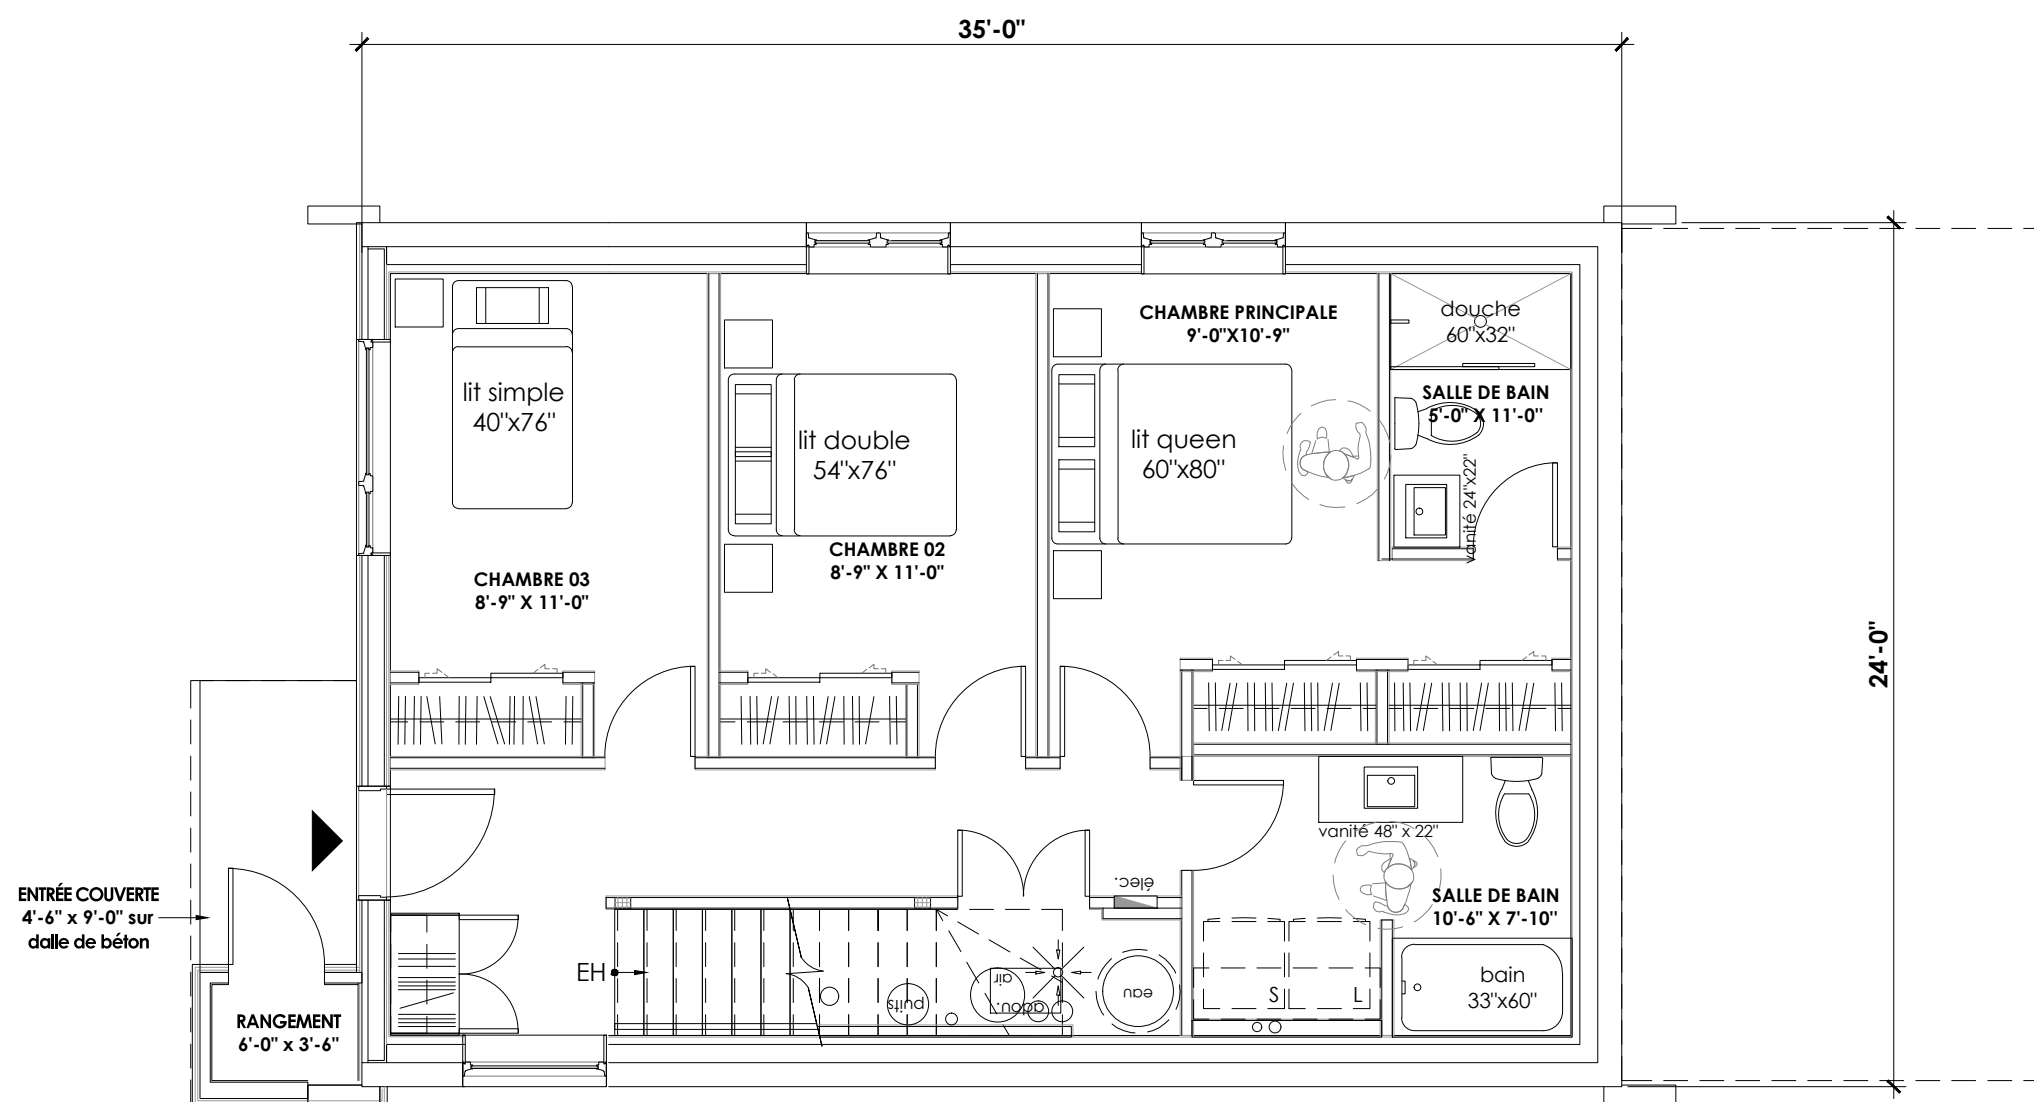 35'-0"
CHAMBRE PRINCIPALE
9'-0"X10'-9"
douche
60"x32"
lit simple
40"x76"
SALLE DE BAIN
5'-0" X 11'-0"
lit double
54"x76"
lit queen
60"x80"
vanité 24"x22"
CHAMBRE 02
8'-9" X 11'-0"
CHAMBRE 03
8'-9" X 11'-0"
24'-0"
vanité 48" x 22"
élec.
ENTRÉE COUVERTE
4'-6" x 9'-0" sur
dalle de béton
SALLE DE BAIN
10'-6" X 7'-10"
EH
air
adou.
puits
eau
S
L
bain
33"x60"
RANGEMENT
6'-0" x 3'-6"